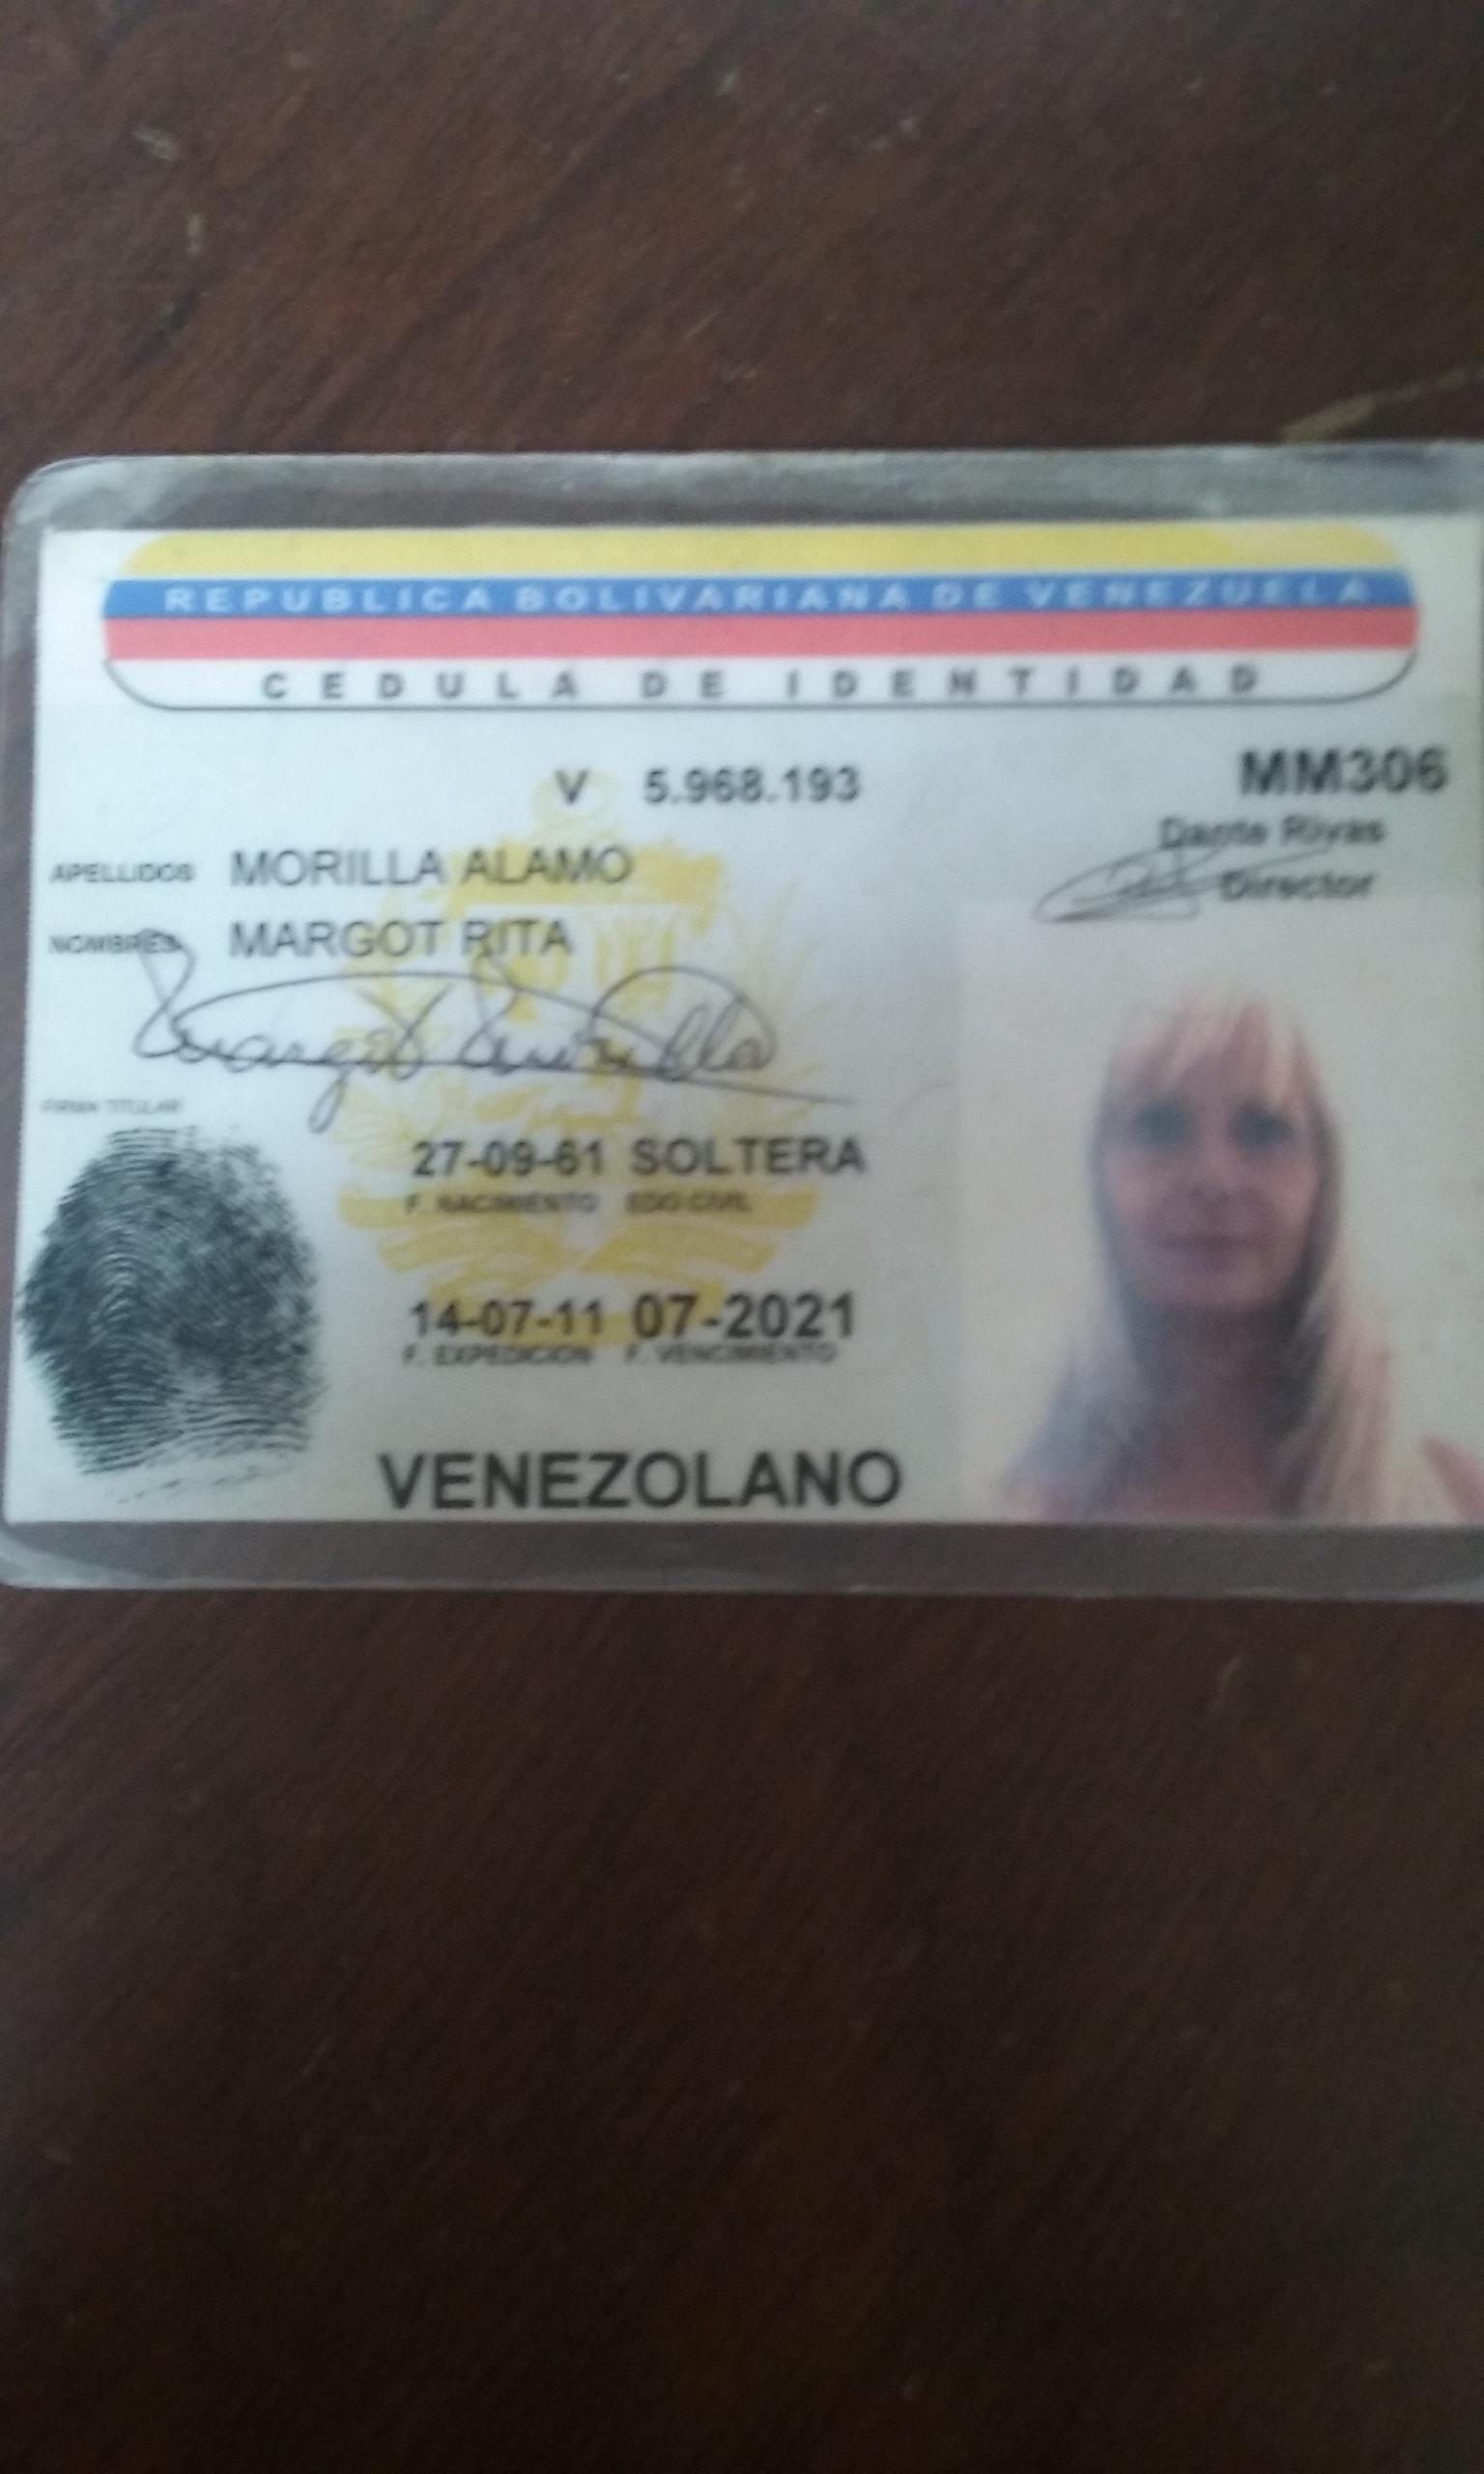 REPUBLICA BOLIVARIANA DE VENEZUELA
CEDULA DE IDENTIDAD
V 5.968.193
MM306
Dante Rivas
Director
APELLIDOS MORILLA ALAMO
NOMBRES MARGOT RITA
Margot Morilla
FIRMA TITULAR
27-09-61 SOLTERA
F. NACIMIENTO EDO CIVIL
14-07-11 07-2021
F. EXPEDICION F. VENCIMIENTO
VENEZOLANO